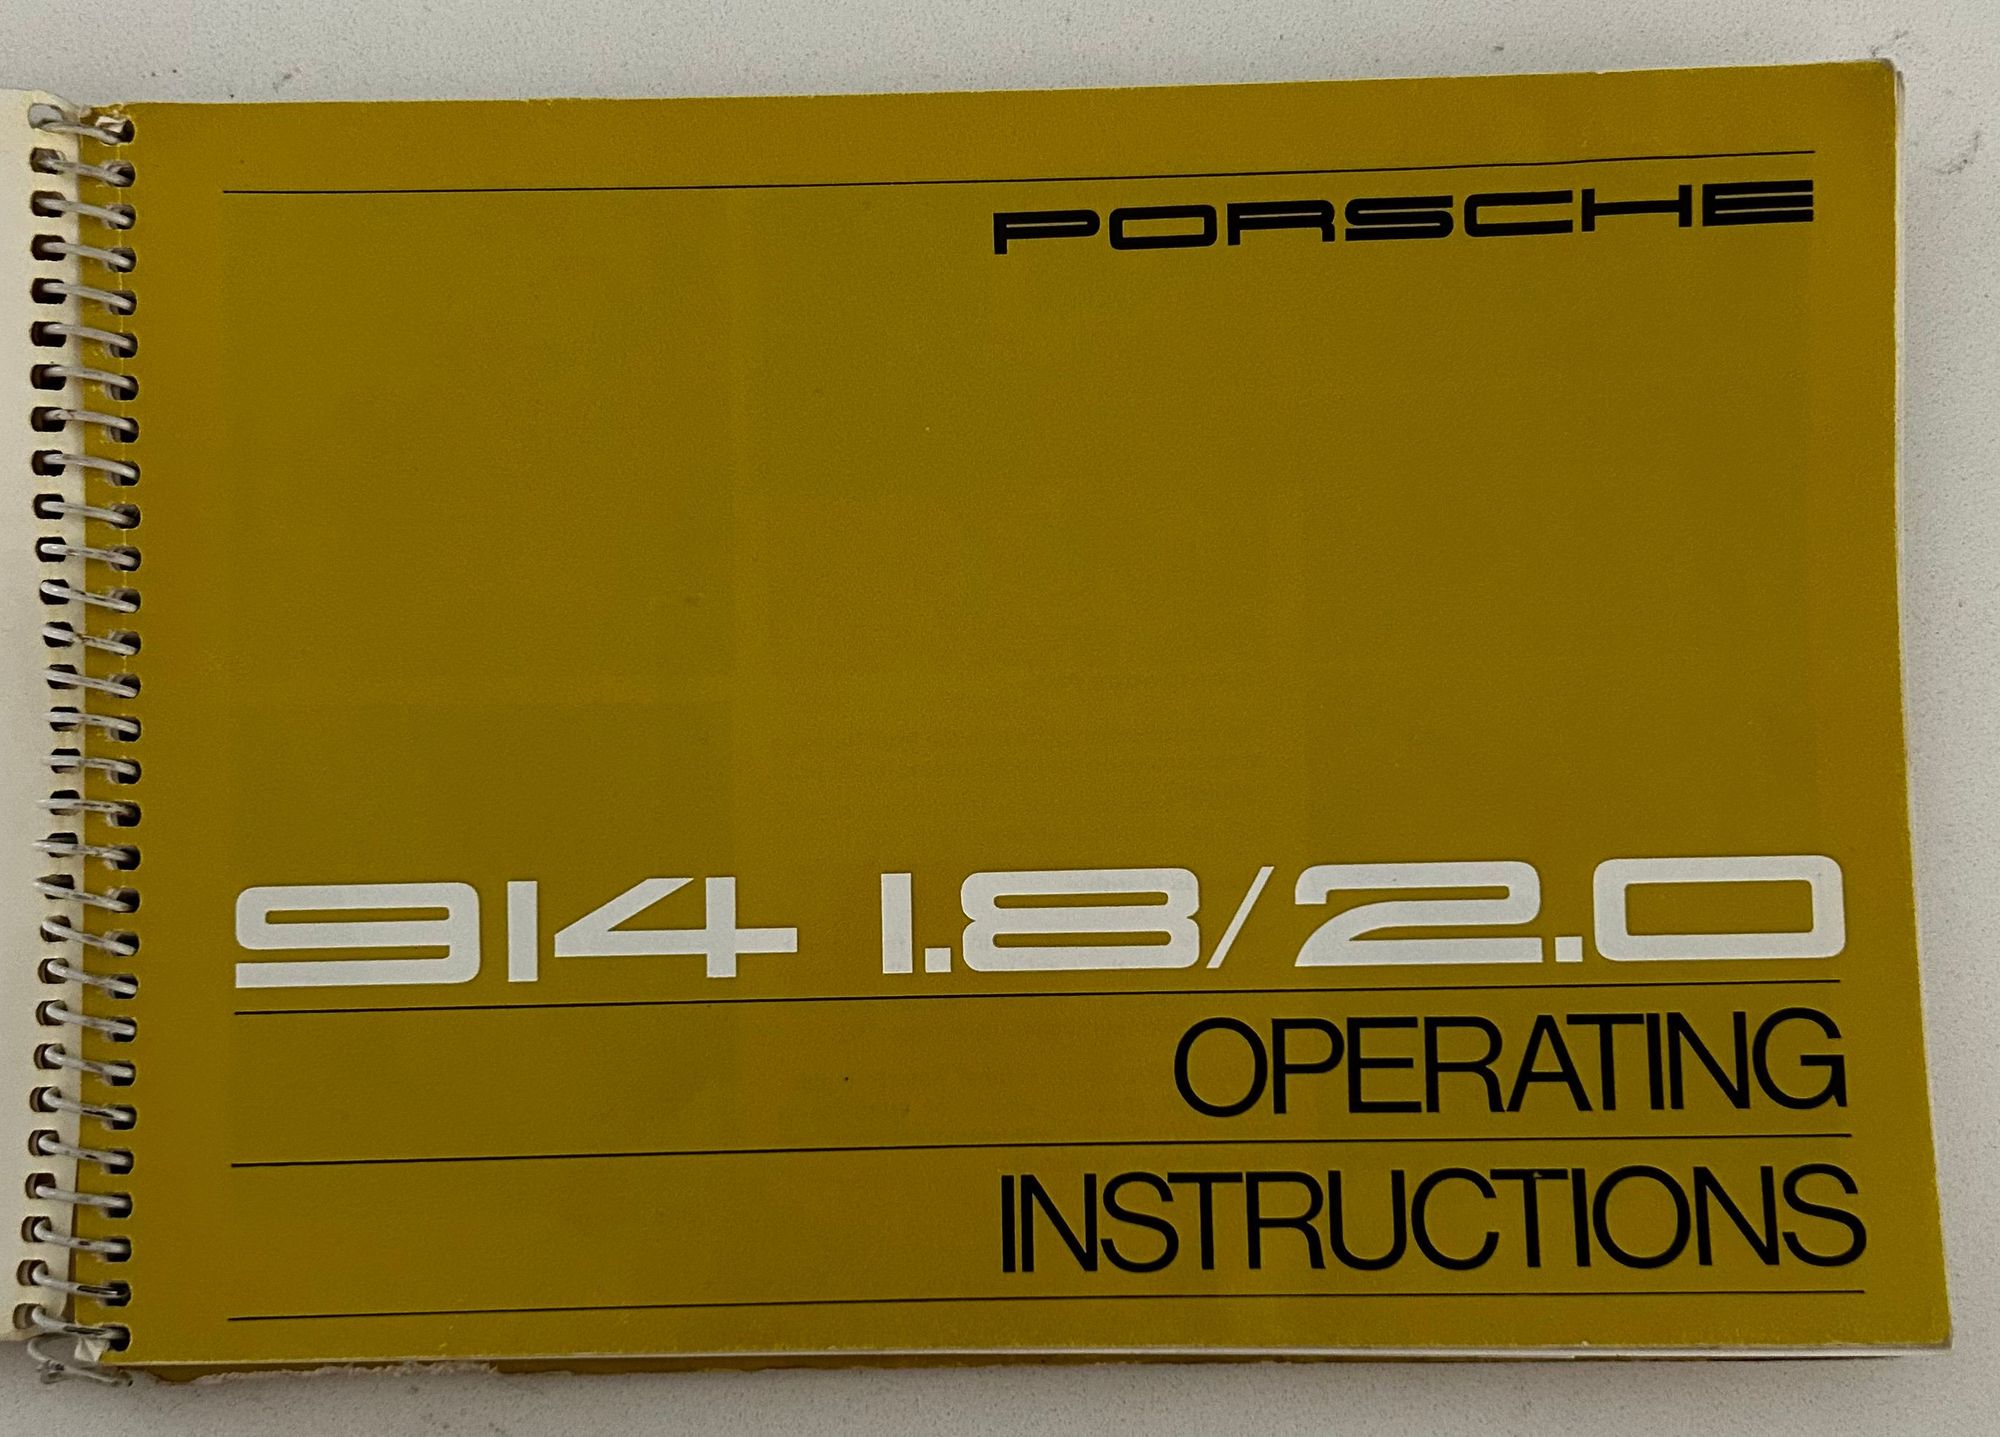 PORSCHE
914 1.8/2.0
OPERATING
INSTRUCTIONS